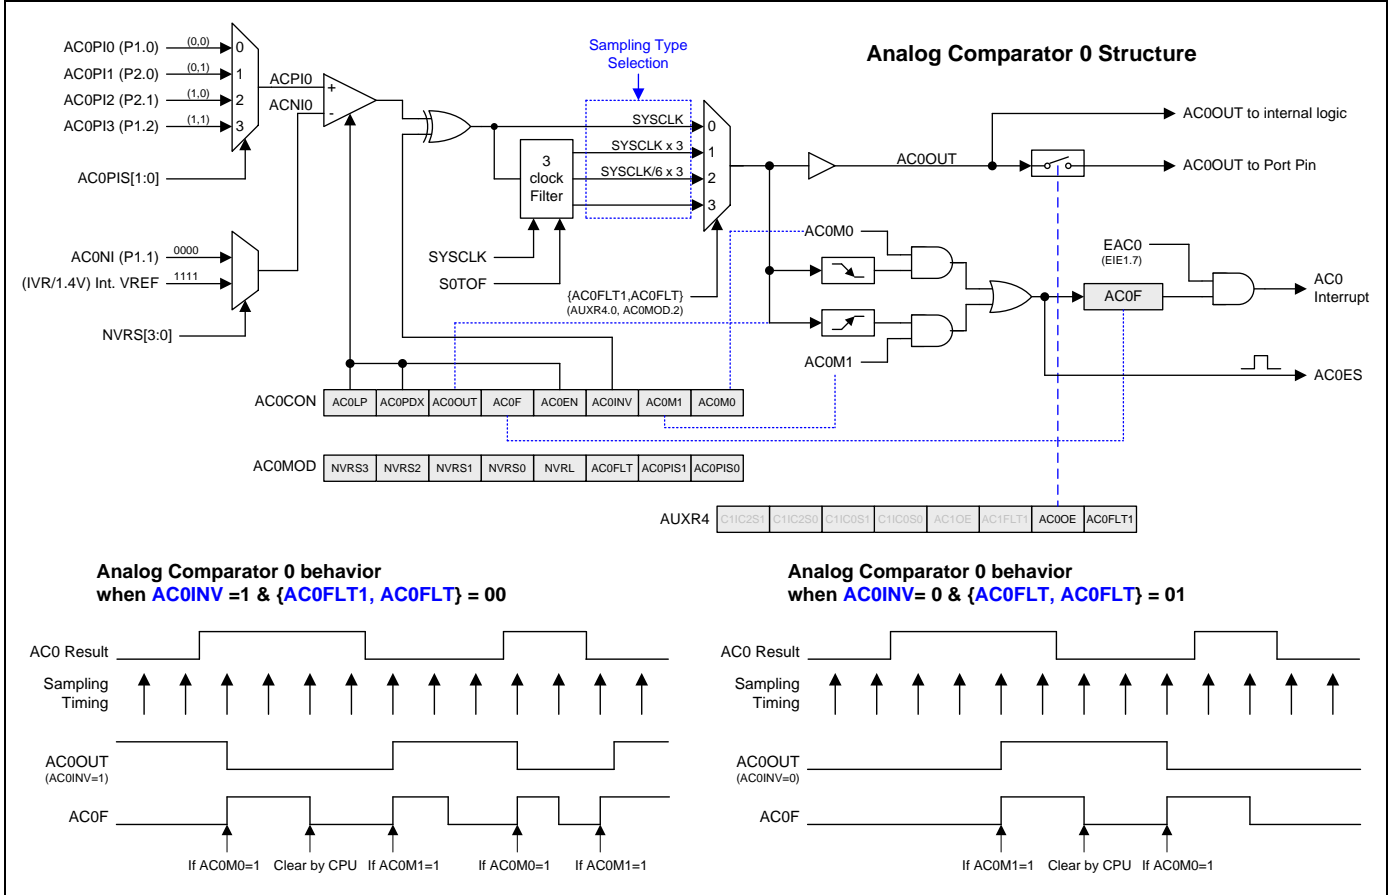 Analog Comparator 0 Structure
AC0PI0 (P1.0)
(0,0)
0
AC0PI1 (P2.0)
(0,1)
1
AC0PI2 (P2.1)
(1,0)
2
AC0PI3 (P1.2)
(1,1)
3
AC0PIS[1:0]
ACPI0
ACNI0
+
-
AC0NI (P1.1)
0000
(IVR/1.4V) Int. VREF
1111
NVRS[3:0]
Sampling Type
Selection
3
clock
Filter
SYSCLK
S0TOF
SYSCLK
0
SYSCLK x 3
1
SYSCLK/6 x 3
2
3
{AC0FLT1,AC0FLT}
(AUXR4.0, AC0MOD.2)
AC0OUT
AC0OUT to internal logic
AC0OUT to Port Pin
AC0M0
AC0M1
EAC0
(EIE1.7)
AC0F
AC0
Interrupt
AC0ES
AC0CON
AC0LP AC0PDX AC0OUT AC0F AC0EN AC0INV AC0M1 AC0M0
AC0MOD
NVRS3 NVRS2 NVRS1 NVRS0 NVRL AC0FLT AC0PIS1 AC0PIS0
AUXR4
C1IC2S1 C1IC2S0 C1IC0S1 C1IC0S0 AC1OE AC1FLT1 AC0OE AC0FLT1
Analog Comparator 0 behavior
when AC0INV =1 & {AC0FLT1, AC0FLT} = 00
AC0 Result
Sampling
Timing
AC0OUT
(AC0INV=1)
AC0F
If AC0M0=1
Clear by CPU
If AC0M1=1
If AC0M0=1
If AC0M1=1
Analog Comparator 0 behavior
when AC0INV= 0 & {AC0FLT, AC0FLT} = 01
AC0 Result
Sampling
Timing
AC0OUT
(AC0INV=0)
AC0F
If AC0M1=1
Clear by CPU
If AC0M0=1